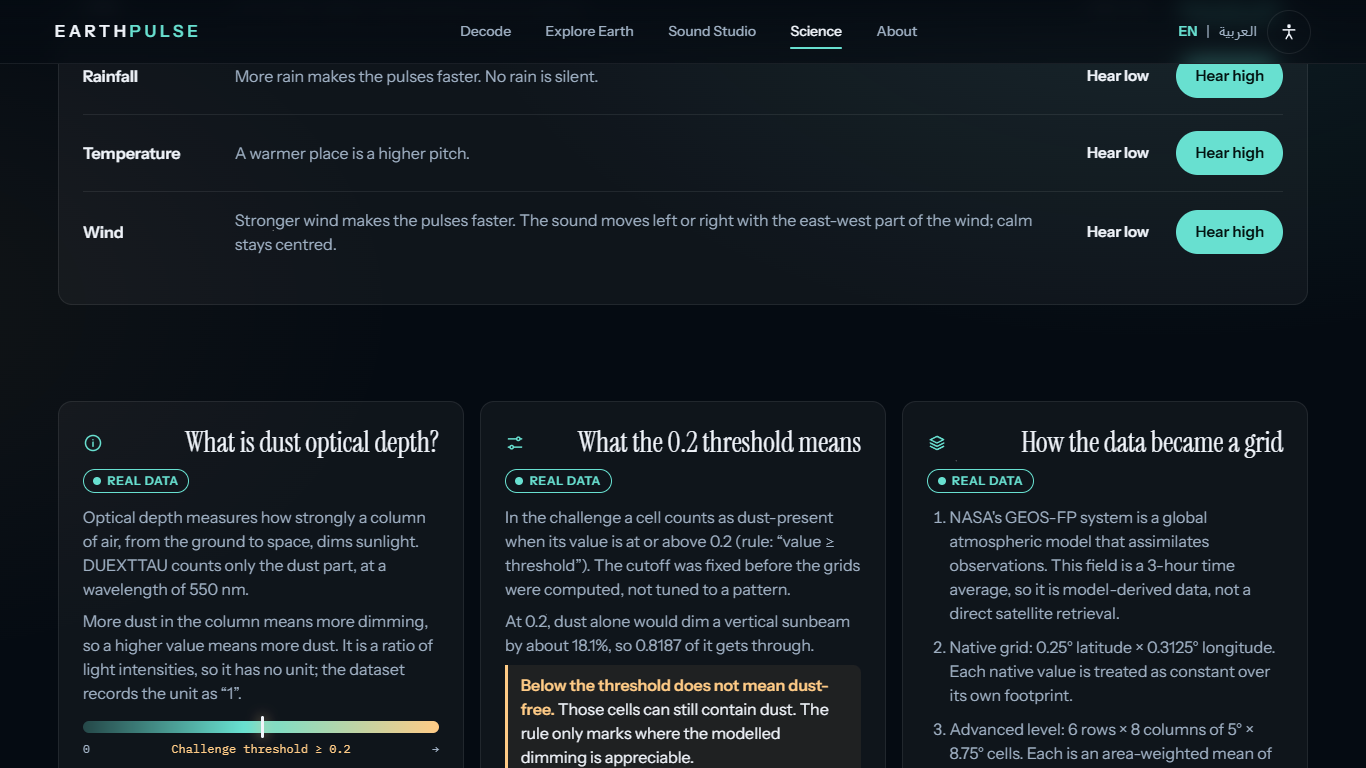 EARTHPULSE
Decode
Explore Earth
Sound Studio
Science
About
EN | العربية
Rainfall
More rain makes the pulses faster. No rain is silent.
Hear low
Hear high
Temperature
A warmer place is a higher pitch.
Hear low
Hear high
Wind
Stronger wind makes the pulses faster. The sound moves left or right with the east-west part of the wind; calm
stays centred.
Hear low
Hear high
What is dust optical depth?
REAL DATA
Optical depth measures how strongly a column
of air, from the ground to space, dims sunlight.
DUEXTTAU counts only the dust part, at a
wavelength of 550 nm.
More dust in the column means more dimming,
so a higher value means more dust. It is a ratio of
light intensities, so it has no unit; the dataset
records the unit as “1”.
0
Challenge threshold ≥ 0.2
→
What the 0.2 threshold means
REAL DATA
In the challenge a cell counts as dust-present
when its value is at or above 0.2 (rule: “value ≥
threshold”). The cutoff was fixed before the grids
were computed, not tuned to a pattern.
At 0.2, dust alone would dim a vertical sunbeam
by about 18.1%, so 0.8187 of it gets through.
Below the threshold does not mean dust-
free. Those cells can still contain dust. The
rule only marks where the modelled
dimming is appreciable.
How the data became a grid
REAL DATA
1. NASA’s GEOS-FP system is a global
atmospheric model that assimilates
observations. This field is a 3-hour time
average, so it is model-derived data, not a
direct satellite retrieval.
2. Native grid: 0.25° latitude × 0.3125° longitude.
Each native value is treated as constant over
its own footprint.
3. Advanced level: 6 rows × 8 columns of 5° ×
8.75° cells. Each is an area-weighted mean of